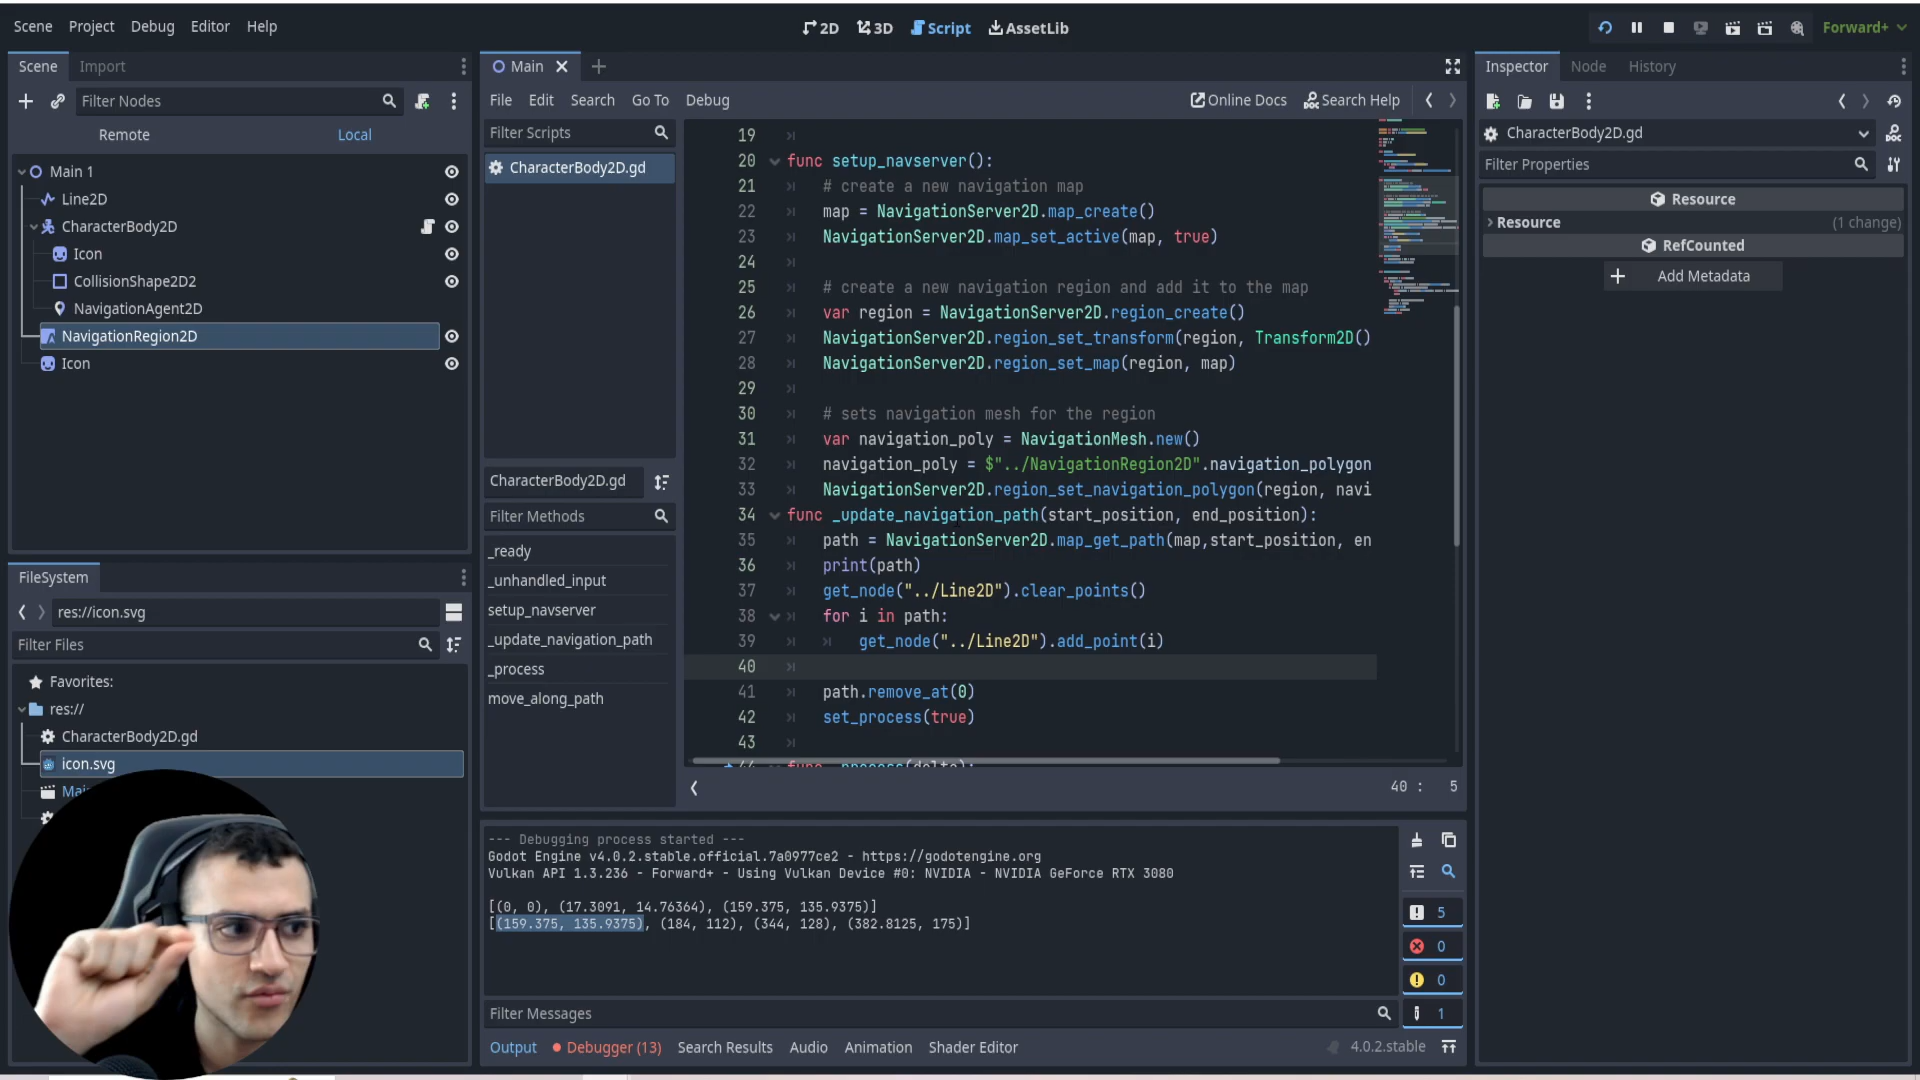 Scene Project Debug Editor Help
2D 3D Script AssetLib
Forward+
Scene Import
Filter Nodes
Remote Local
Main 1
Line2D
CharacterBody2D
Icon
CollisionShape2D2
NavigationAgent2D
NavigationRegion2D
Icon
FileSystem
res://icon.svg
Filter Files
Favorites:
res://
CharacterBody2D.gd
icon.svg
Main
File Edit Search Go To Debug
Online Docs Search Help
Filter Scripts
CharacterBody2D.gd
CharacterBody2D.gd
Filter Methods
_ready
_unhandled_input
setup_navserver
_update_navigation_path
_process
move_along_path
19
20 func setup_navserver():
21 # create a new navigation map
22 map = NavigationServer2D.map_create()
23 NavigationServer2D.map_set_active(map, true)
24
25 # create a new navigation region and add it to the map
26 var region = NavigationServer2D.region_create()
27 NavigationServer2D.region_set_transform(region, Transform2D()
28 NavigationServer2D.region_set_map(region, map)
29
30 # sets navigation mesh for the region
31 var navigation_poly = NavigationMesh.new()
32 navigation_poly = $"../NavigationRegion2D".navigation_polygon
33 NavigationServer2D.region_set_navigation_polygon(region, navi
34 func _update_navigation_path(start_position, end_position):
35 path = NavigationServer2D.map_get_path(map,start_position, en
36 print(path)
37 get_node("../Line2D").clear_points()
38 for i in path:
39 get_node("../Line2D").add_point(i)
40
41 path.remove_at(0)
42 set_process(true)
43
44 func _process(delta):
40 : 5
--- Debugging process started ---
Godot Engine v4.0.2.stable.official.7a0977ce2 - https://godotengine.org
Vulkan API 1.3.236 - Forward+ - Using Vulkan Device #0: NVIDIA - NVIDIA GeForce RTX 3080
[(0, 0), (17.3091, 14.76364), (159.375, 135.9375)]
[(159.375, 135.9375), (184, 112), (344, 128), (382.8125, 175)]
5
0
0
1
Filter Messages
Output Debugger (13) Search Results Audio Animation Shader Editor
4.0.2.stable
Inspector Node History
CharacterBody2D.gd
Filter Properties
Resource
Resource (1 change)
RefCounted
Add Metadata